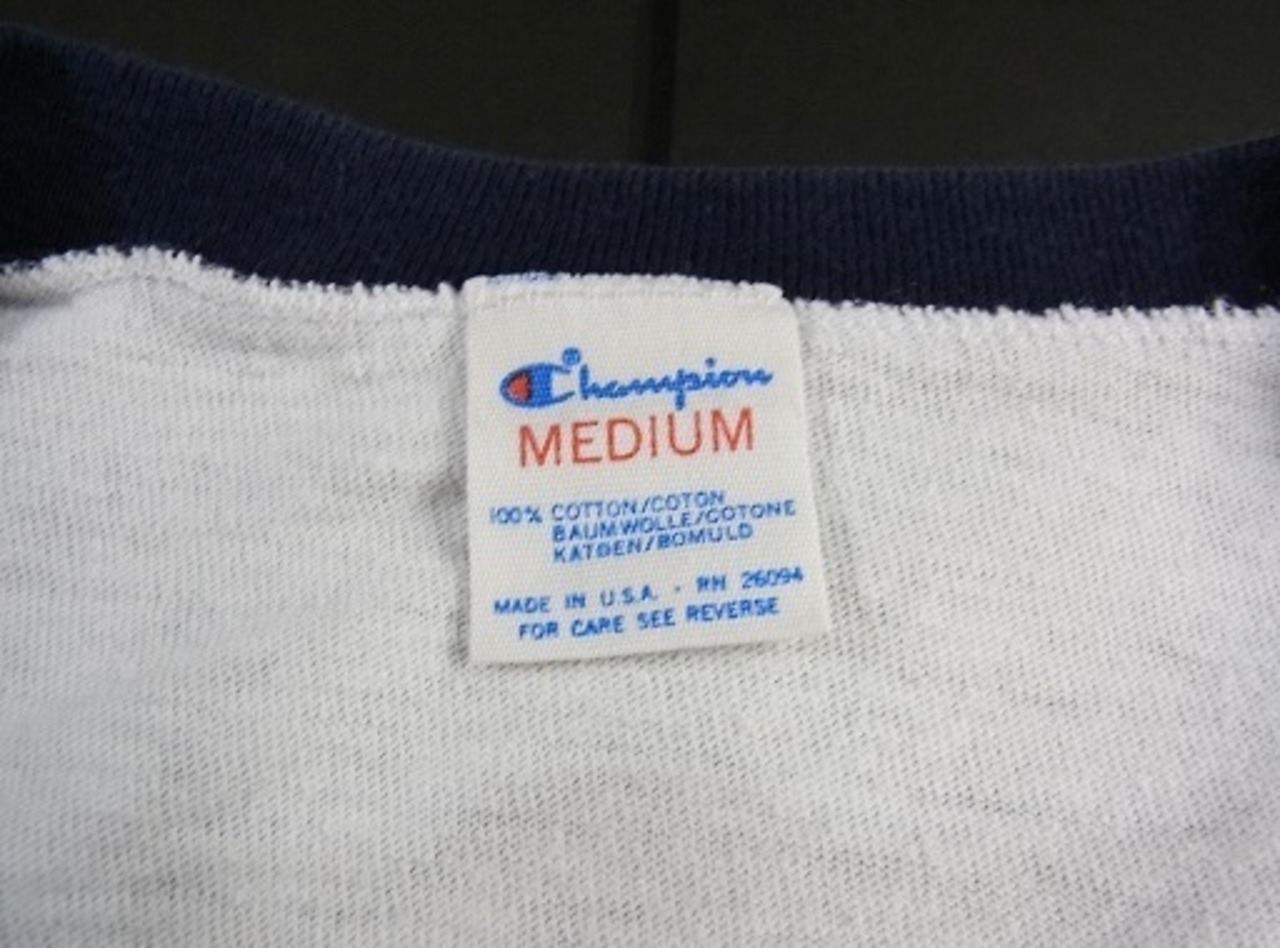 Champion®
MEDIUM
100% COTTON/COTON
BAUMWOLLE/COTONE
KATOEN/BOMULD
MADE IN U.S.A. - RN 26094
FOR CARE SEE REVERSE